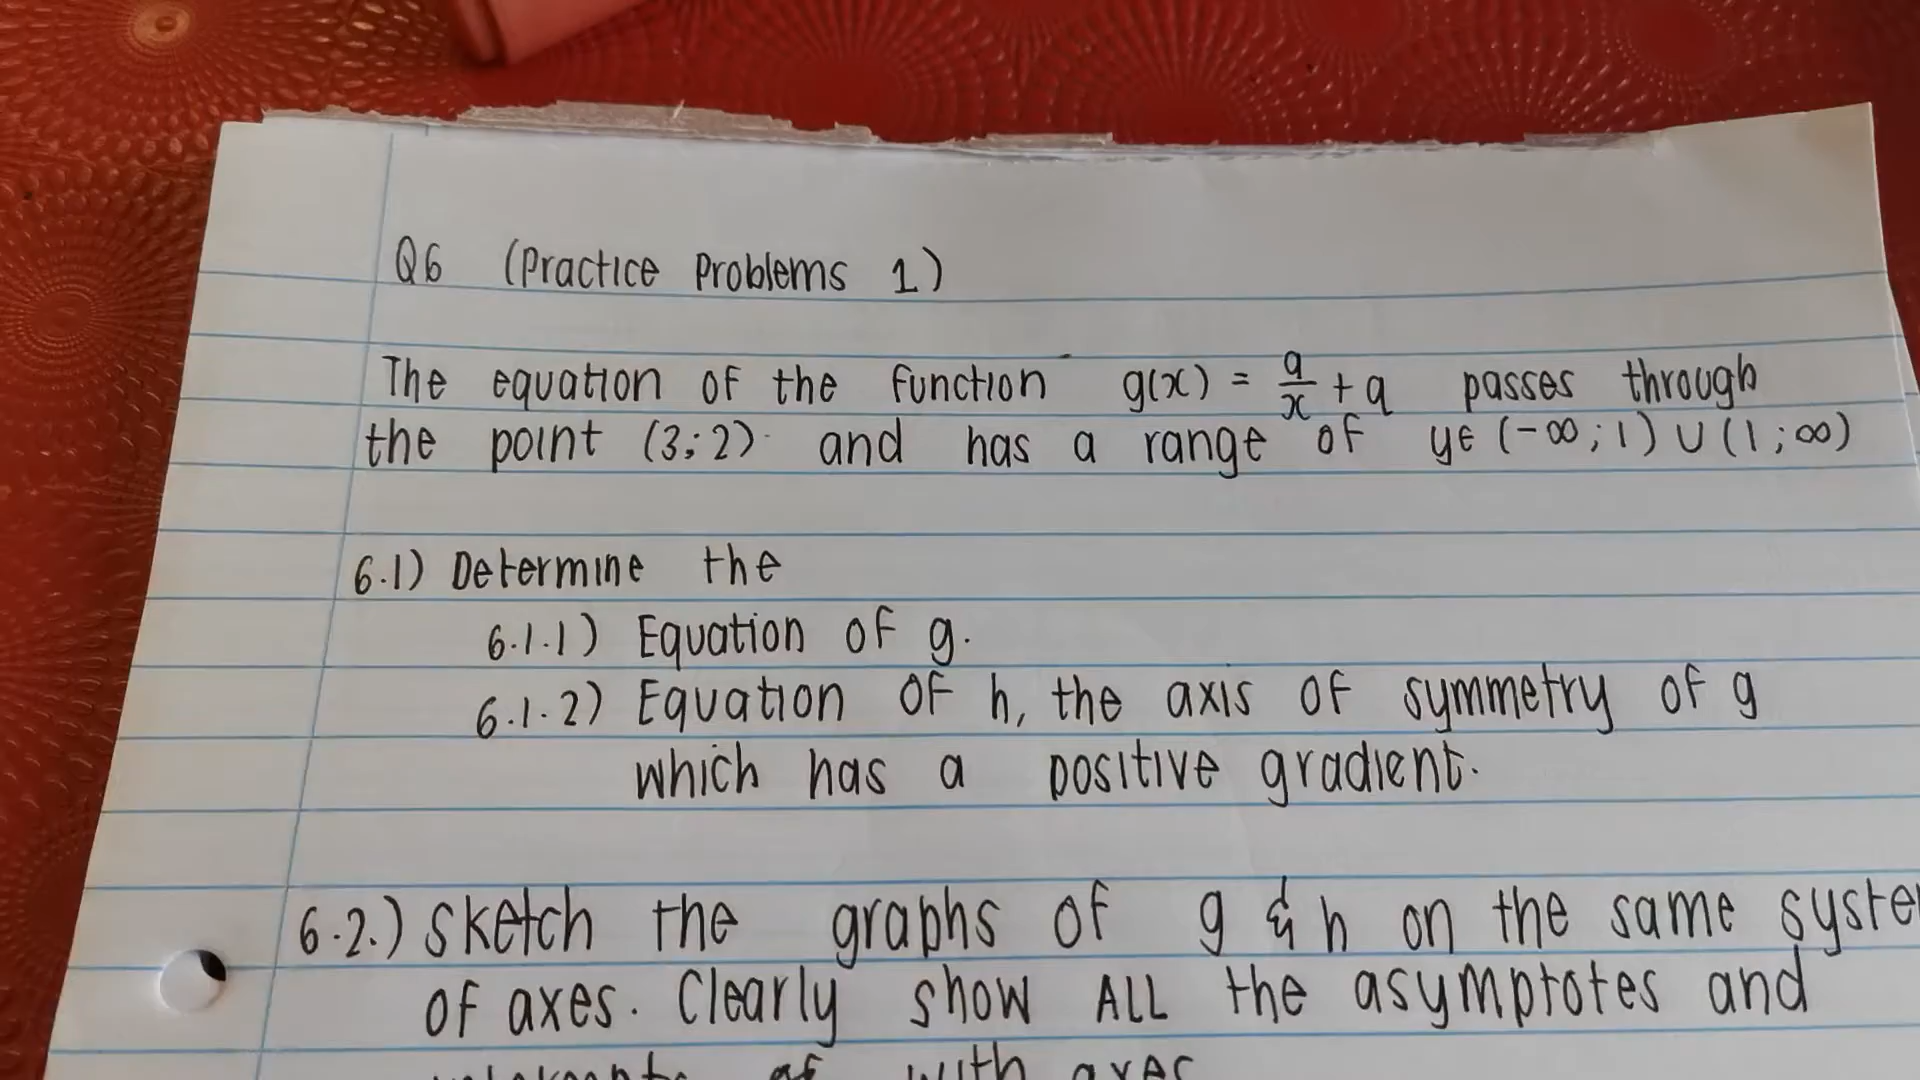 Q6 (Practice Problems 1)
The equation of the function g(x) = a/x + q passes through
the point (3;2) and has a range of y∈ (-∞;1) ∪ (1;∞)
6.1) Determine the
6.1.1) Equation of g.
6.1.2) Equation of h, the axis of symmetry of g
which has a positive gradient.
6.2.) Sketch the graphs of g & h on the same
of axes. Clearly show ALL the asymptotes and
with axes